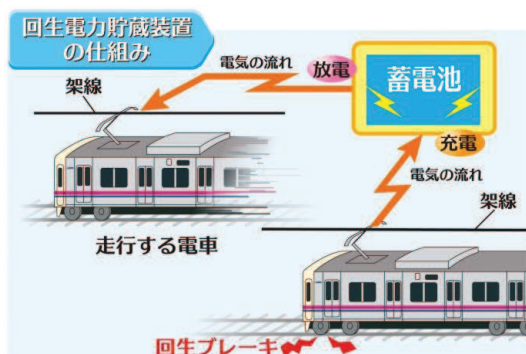 回生電力貯蔵装置
の仕組み
電気の流れ
放電
蓄電池
架線
充電
電気の流れ
架線
走行する電車
回生ブレーキ